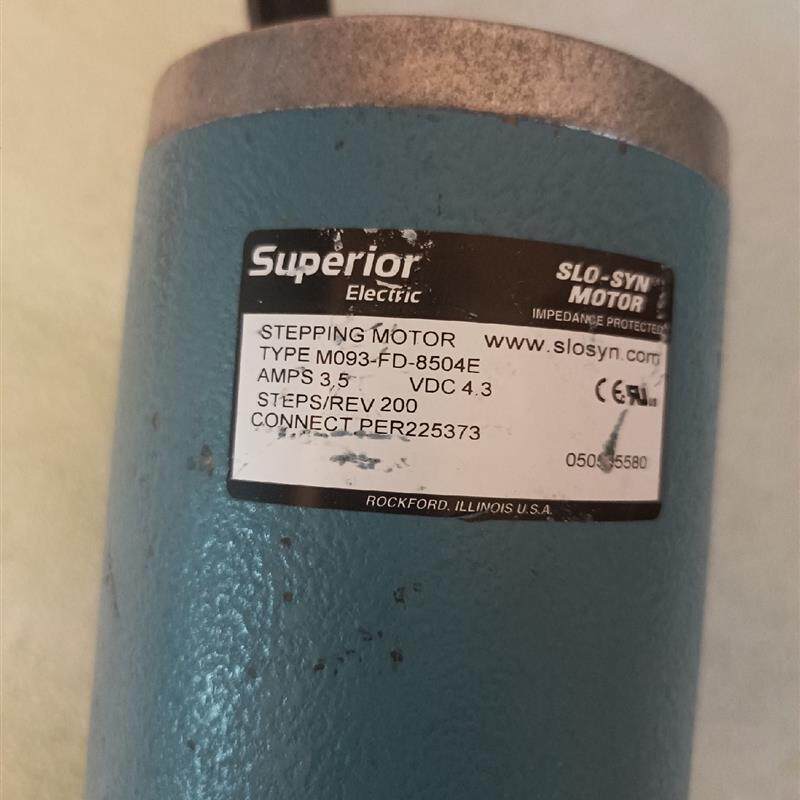 Superior
Electric
SLO-SYN
MOTOR
IMPEDANCE PROTECTED
STEPPING MOTOR www.slosyn.com
TYPE M093-FD-8504E
AMPS 3.5 VDC 4.3
STEPS/REV 200
CONNECT PER225373
ROCKFORD, ILLINOIS U.S.A.